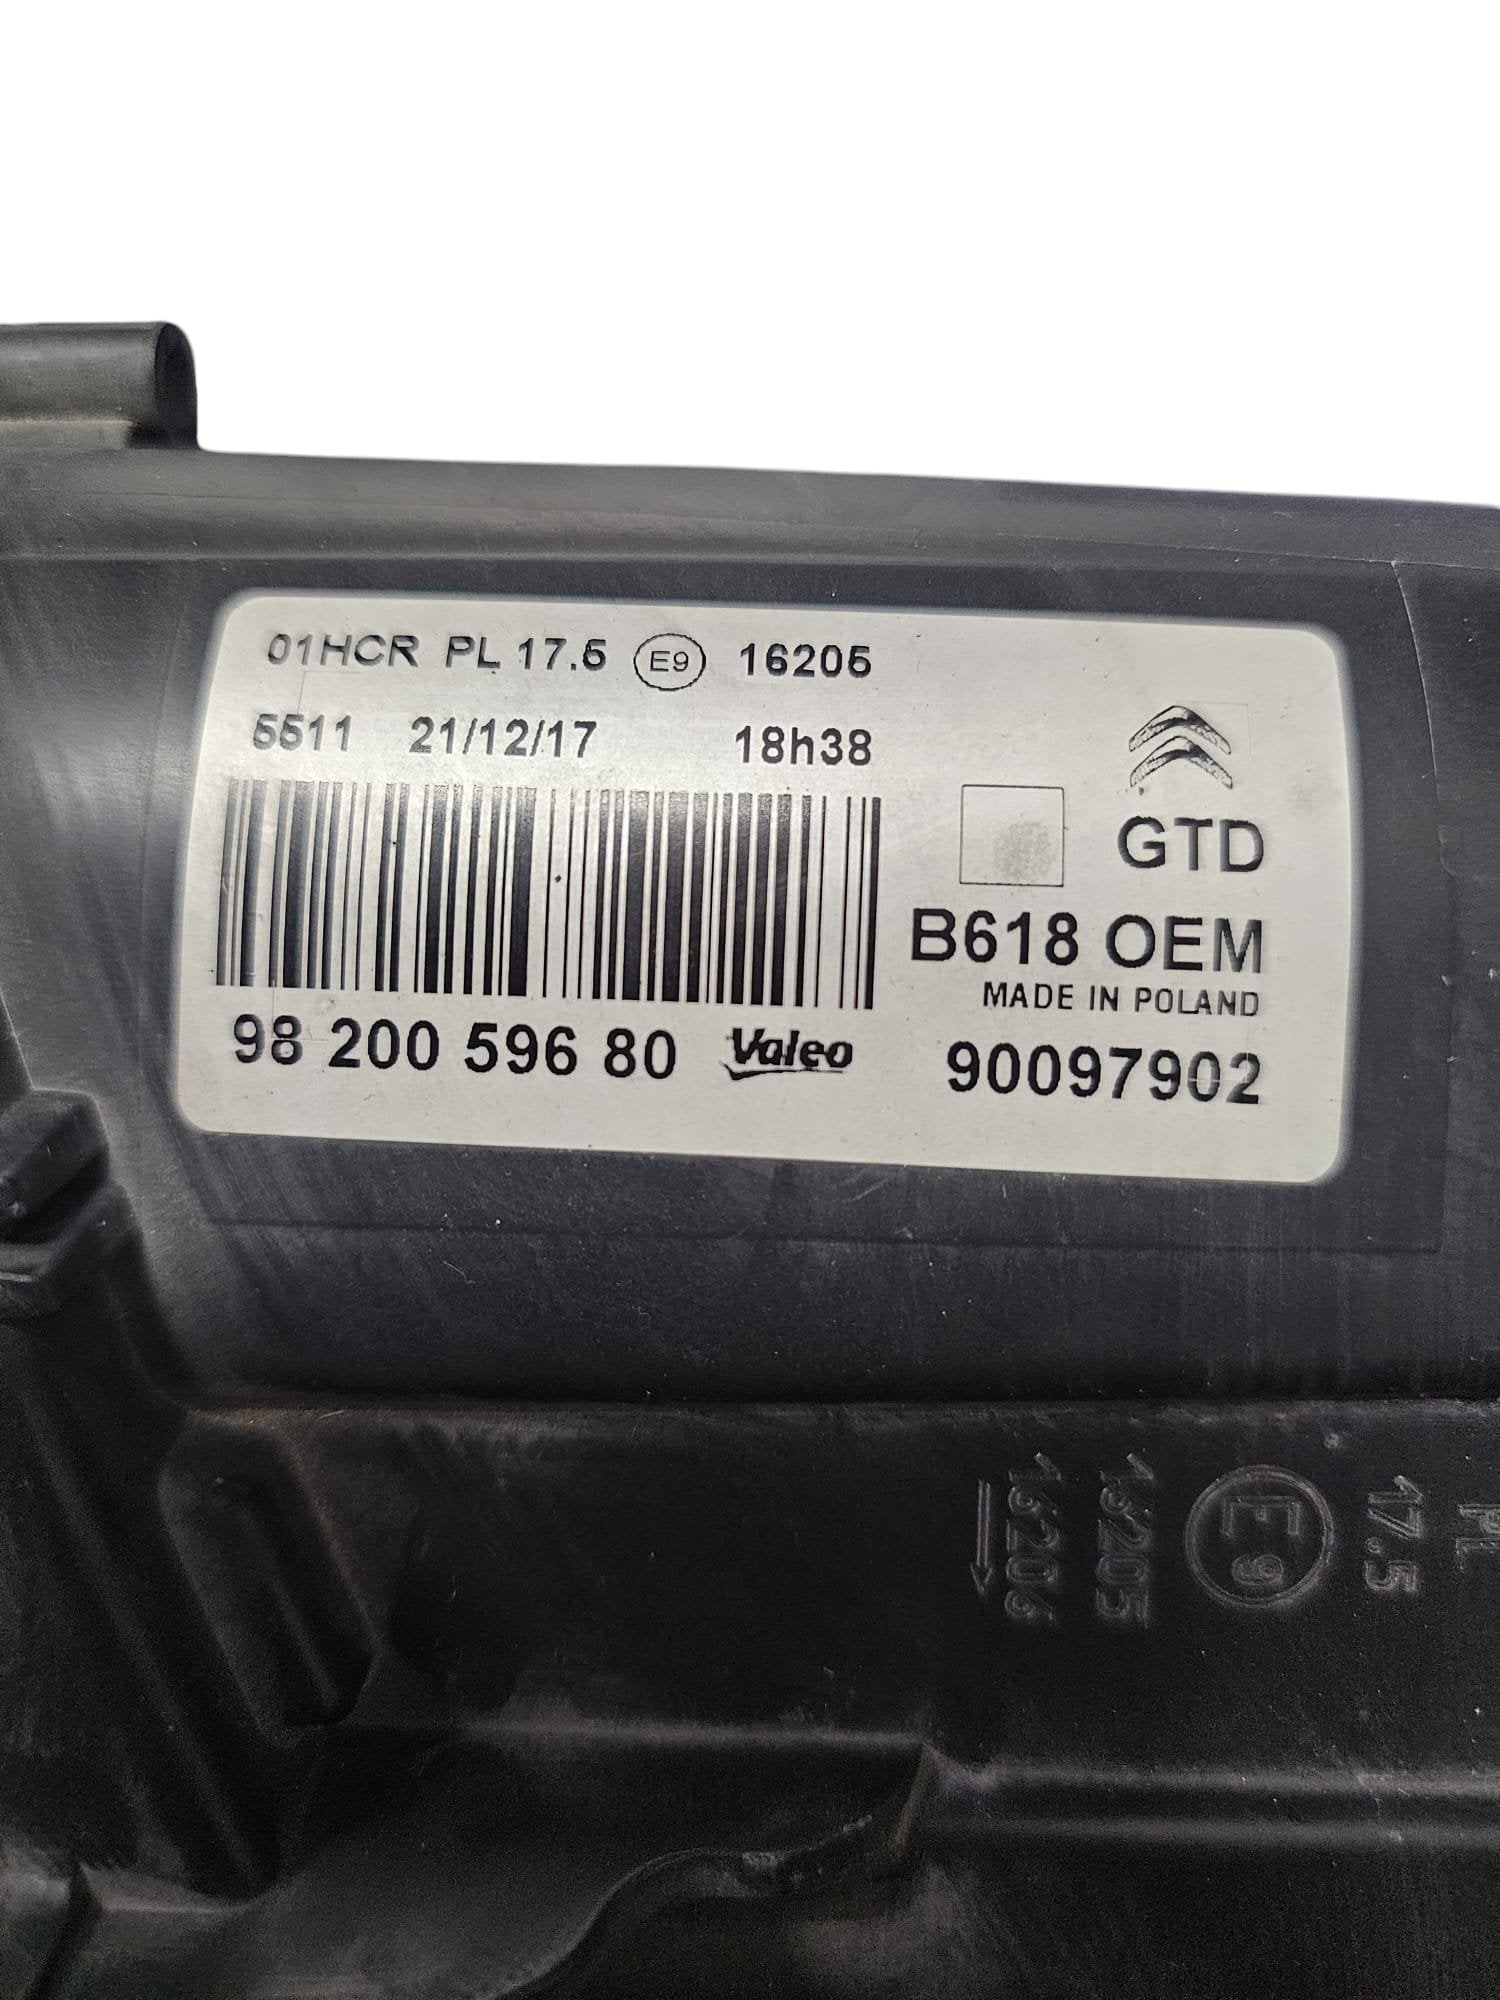 01HCR PL 17.5 E9 16205
5511 21/12/17 18h38
GTD
B618 OEM
MADE IN POLAND
98 200 596 80 Valeo 90097902
PL
17.5
E9
16205
16206